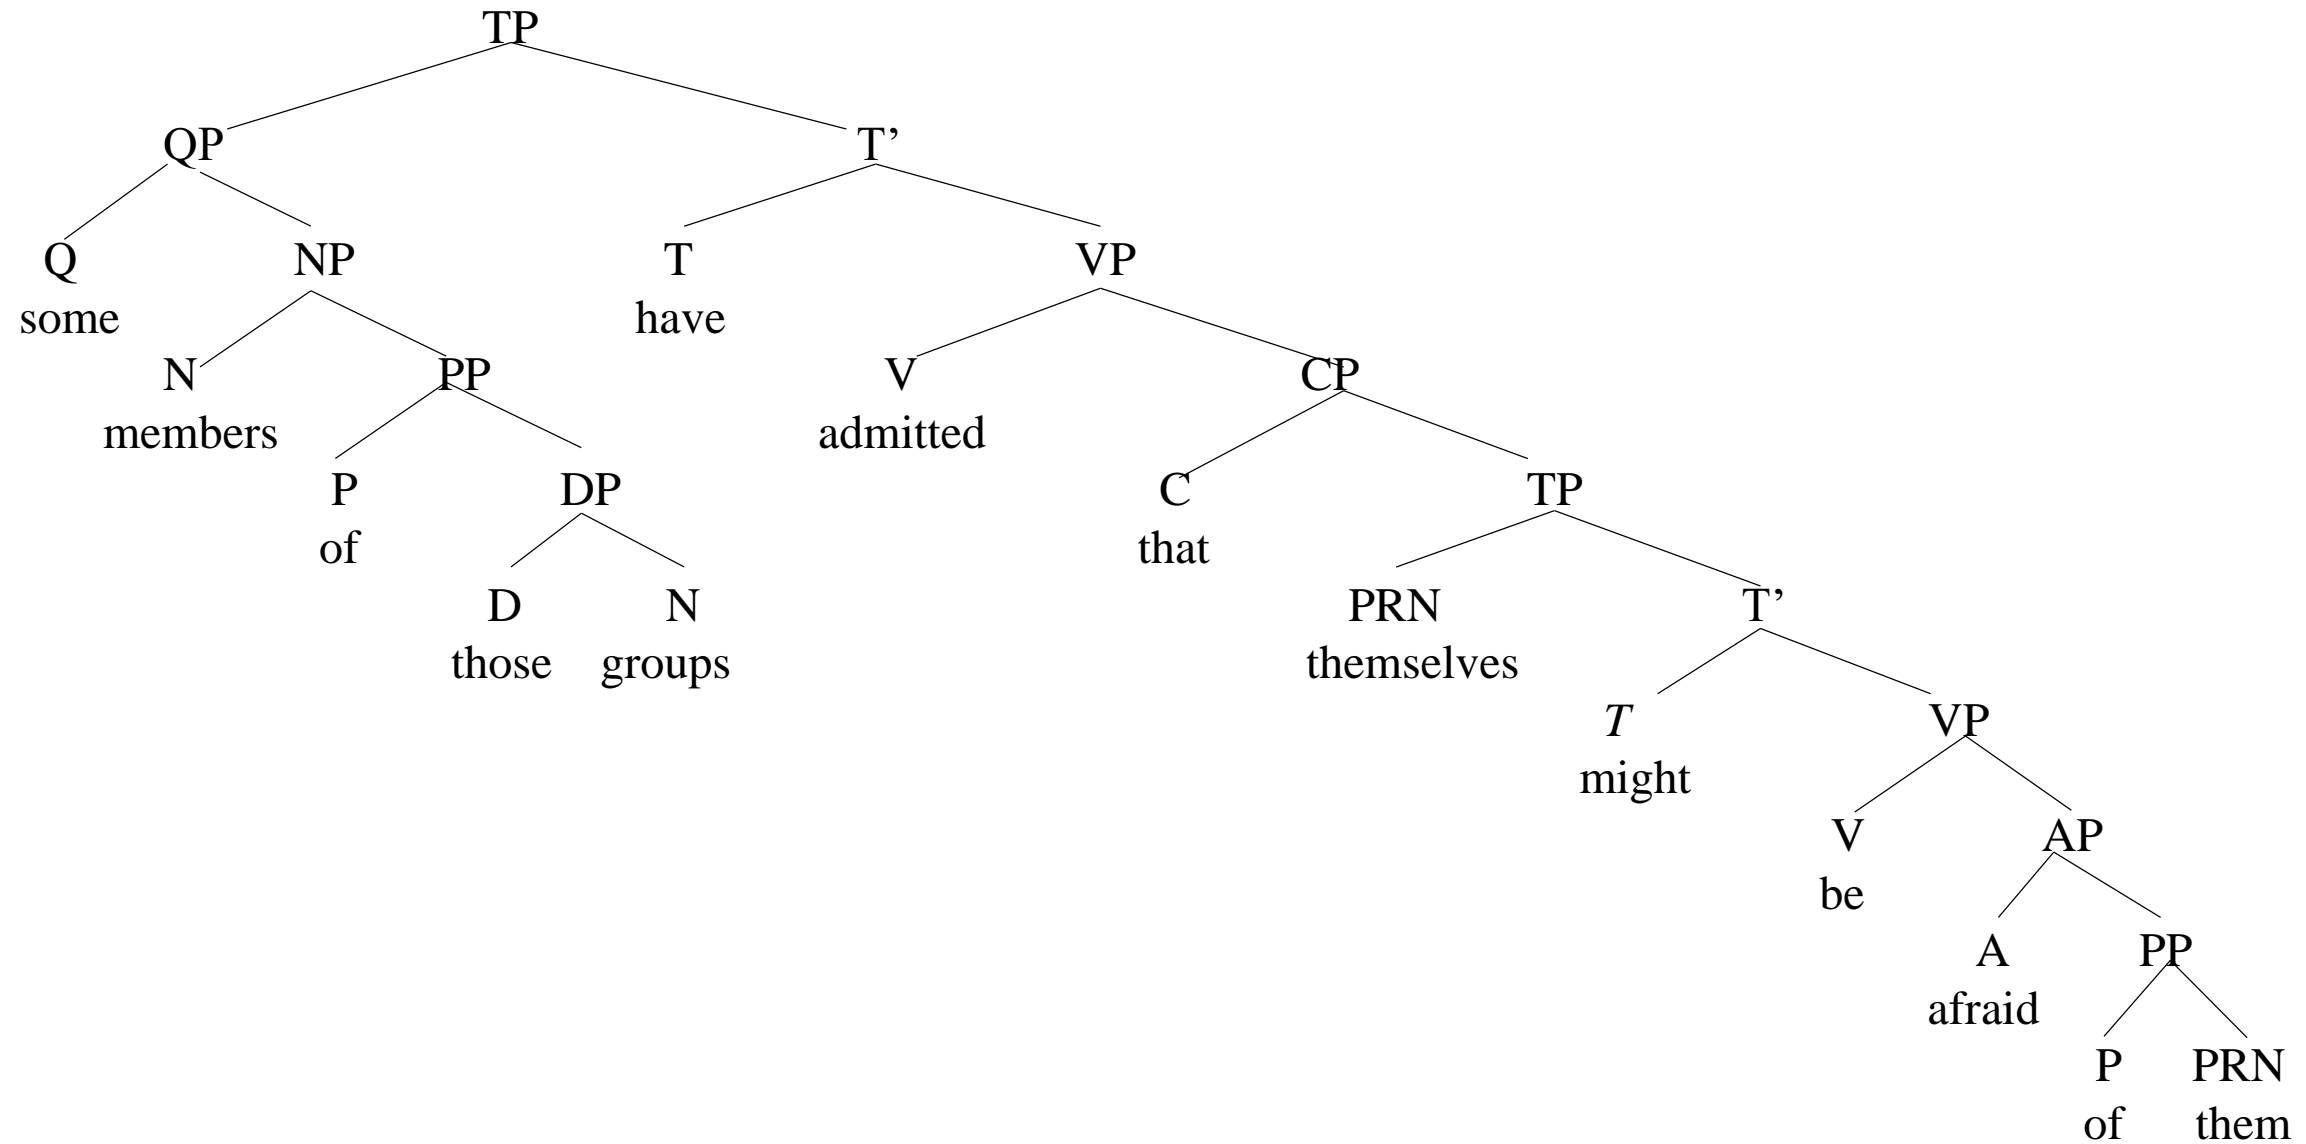 TP
QP T’
Q NP T VP
some have
N PP V CP
members admitted
P DP C TP
of that
D N PRN T’
those groups themselves
T VP
might
V AP
be
A PP
afraid
P PRN
of them